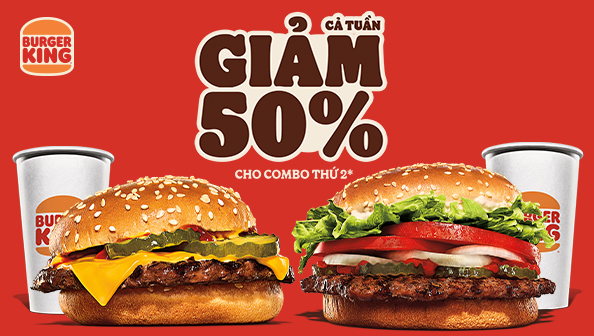 BURGER
KING
CẢ TUẦN
GIẢM
50%
CHO COMBO THỨ 2*
BURGER
KING
BURGER
KING